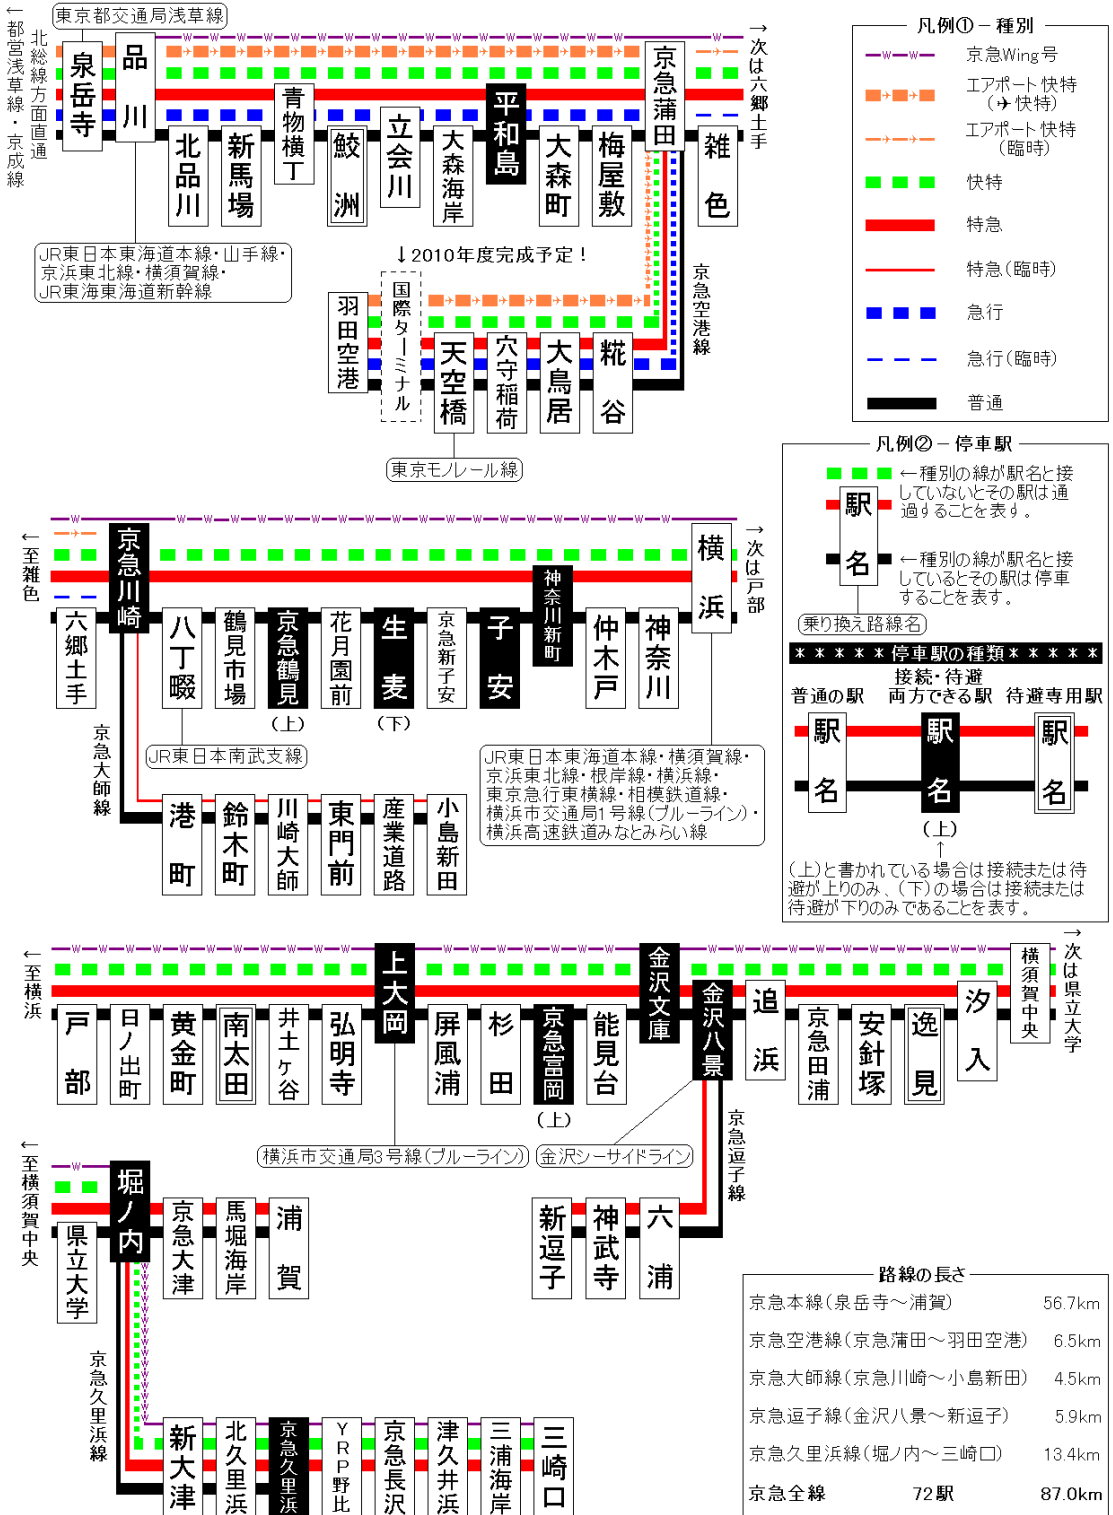 東京都交通局浅草線
←都営浅草線・京成線
北総線方面直通
泉岳寺
品川
北品川
新馬場
青物横丁
鮫洲
立会川
大森海岸
平和島
大森町
梅屋敷
京急蒲田
雑色
→次は六郷土手
JR東日本東海道本線・山手線・
京浜東北線・横須賀線・
JR東海東海道新幹線
↓2010年度完成予定！
羽田空港
国際ターミナル
天空橋
穴守稲荷
大鳥居
糀谷
京急空港線
東京モノレール線
凡例①－種別
京急Wing号
エアポート快特
(✈快特)
エアポート快特
(臨時)
快特
特急
特急(臨時)
急行
急行(臨時)
普通
凡例②－停車駅
駅名
←種別の線が駅名と接
していないとその駅は通
過することを表す。
←種別の線が駅名と接
しているとその駅は停車
することを表す。
乗り換え路線名
＊＊＊＊＊停車駅の種類＊＊＊＊＊
普通の駅
接続・待避
両方できる駅
待避専用駅
駅名
駅名
駅名
(上)
↑
(上)と書かれている場合は接続または待
避が上りのみ、(下)の場合は接続または
待避が下りのみであることを表す。
←至雑色
六郷土手
京急川崎
八丁畷
鶴見市場
京急鶴見
(上)
花月園前
生麦
(下)
京急新子安
子安
神奈川新町
仲木戸
神奈川
横浜
→次は戸部
京急大師線
JR東日本南武支線
JR東日本東海道本線・横須賀線・
京浜東北線・根岸線・横浜線・
東京急行東横線・相模鉄道線・
横浜市交通局1号線(ブルーライン)・
横浜高速鉄道みなとみらい線
港町
鈴木町
川崎大師
東門前
産業道路
小島新田
←至横浜
戸部
日ノ出町
黄金町
南太田
井土ヶ谷
弘明寺
上大岡
屏風浦
杉田
京急富岡
(上)
能見台
金沢文庫
金沢八景
追浜
京急田浦
安針塚
逸見
汐入
横須賀中央
→次は県立大学
横浜市交通局3号線(ブルーライン)
金沢シーサイドライン
京急逗子線
新逗子
神武寺
六浦
←至横須賀中央
県立大学
堀ノ内
京急大津
馬堀海岸
浦賀
京急久里浜線
新大津
北久里浜
京急久里浜
YRP野比
京急長沢
津久井浜
三浦海岸
三崎口
路線の長さ
京急本線(泉岳寺～浦賀) 56.7km
京急空港線(京急蒲田～羽田空港) 6.5km
京急大師線(京急川崎～小島新田) 4.5km
京急逗子線(金沢八景～新逗子) 5.9km
京急久里浜線(堀ノ内～三崎口) 13.4km
京急全線 72駅 87.0km